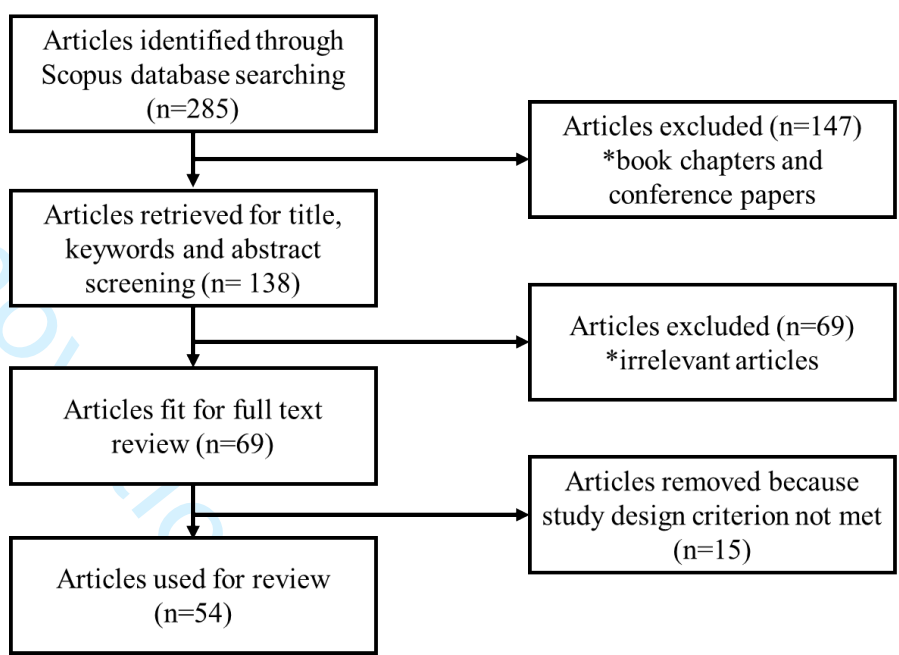 Articles identified through
Scopus database searching
(n=285)
Articles excluded (n=147)
*book chapters and
conference papers
Articles retrieved for title,
keywords and abstract
screening (n= 138)
Articles excluded (n=69)
*irrelevant articles
Articles fit for full text
review (n=69)
Articles removed because
study design criterion not met
(n=15)
Articles used for review
(n=54)